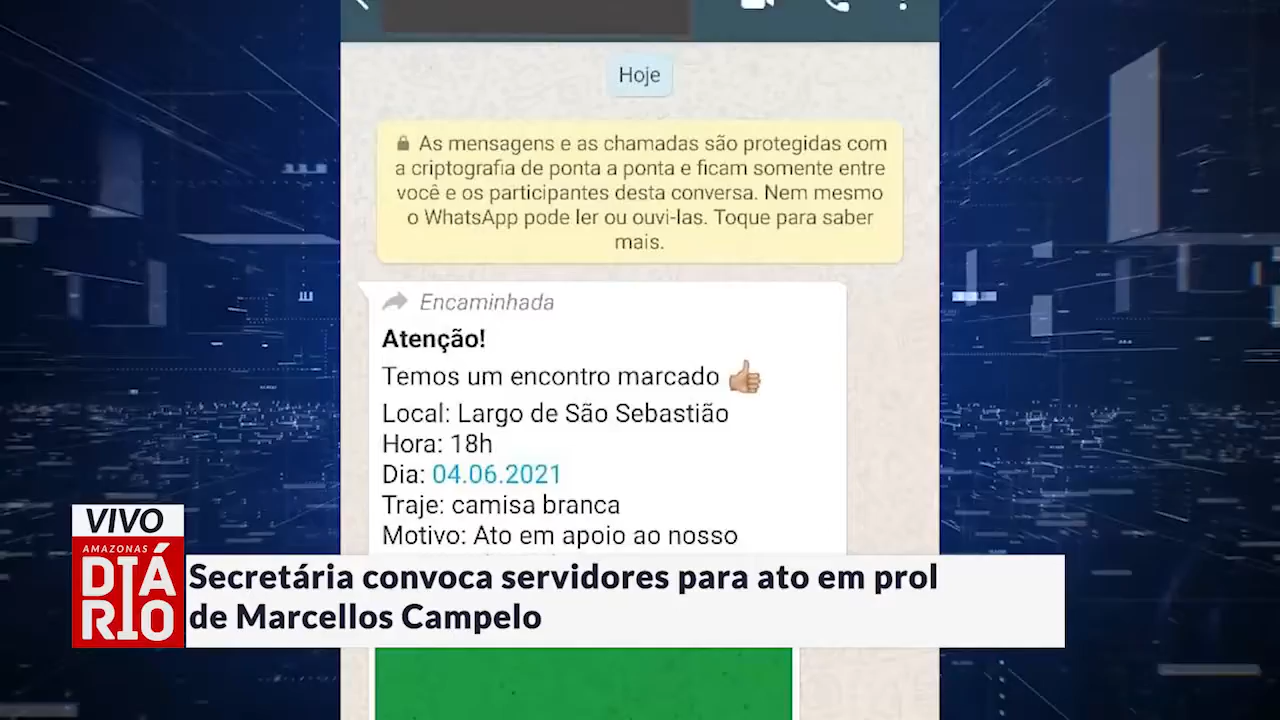 Hoje
As mensagens e as chamadas são protegidas com
a criptografia de ponta a ponta e ficam somente entre
você e os participantes desta conversa. Nem mesmo
o WhatsApp pode ler ou ouvi-las. Toque para saber
mais.
Encaminhada
Atenção!
Temos um encontro marcado 👍🏼
Local: Largo de São Sebastião
Hora: 18h
Dia: 04.06.2021
Traje: camisa branca
Motivo: Ato em apoio ao nosso
VIVO
AMAZONAS
DIÁ
RIO
Secretária convoca servidores para ato em prol
de Marcellos Campelo